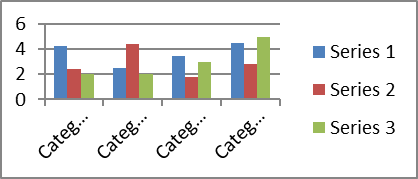 6
4
2
0
Categ...
Categ...
Categ...
Categ...
Series 1
Series 2
Series 3